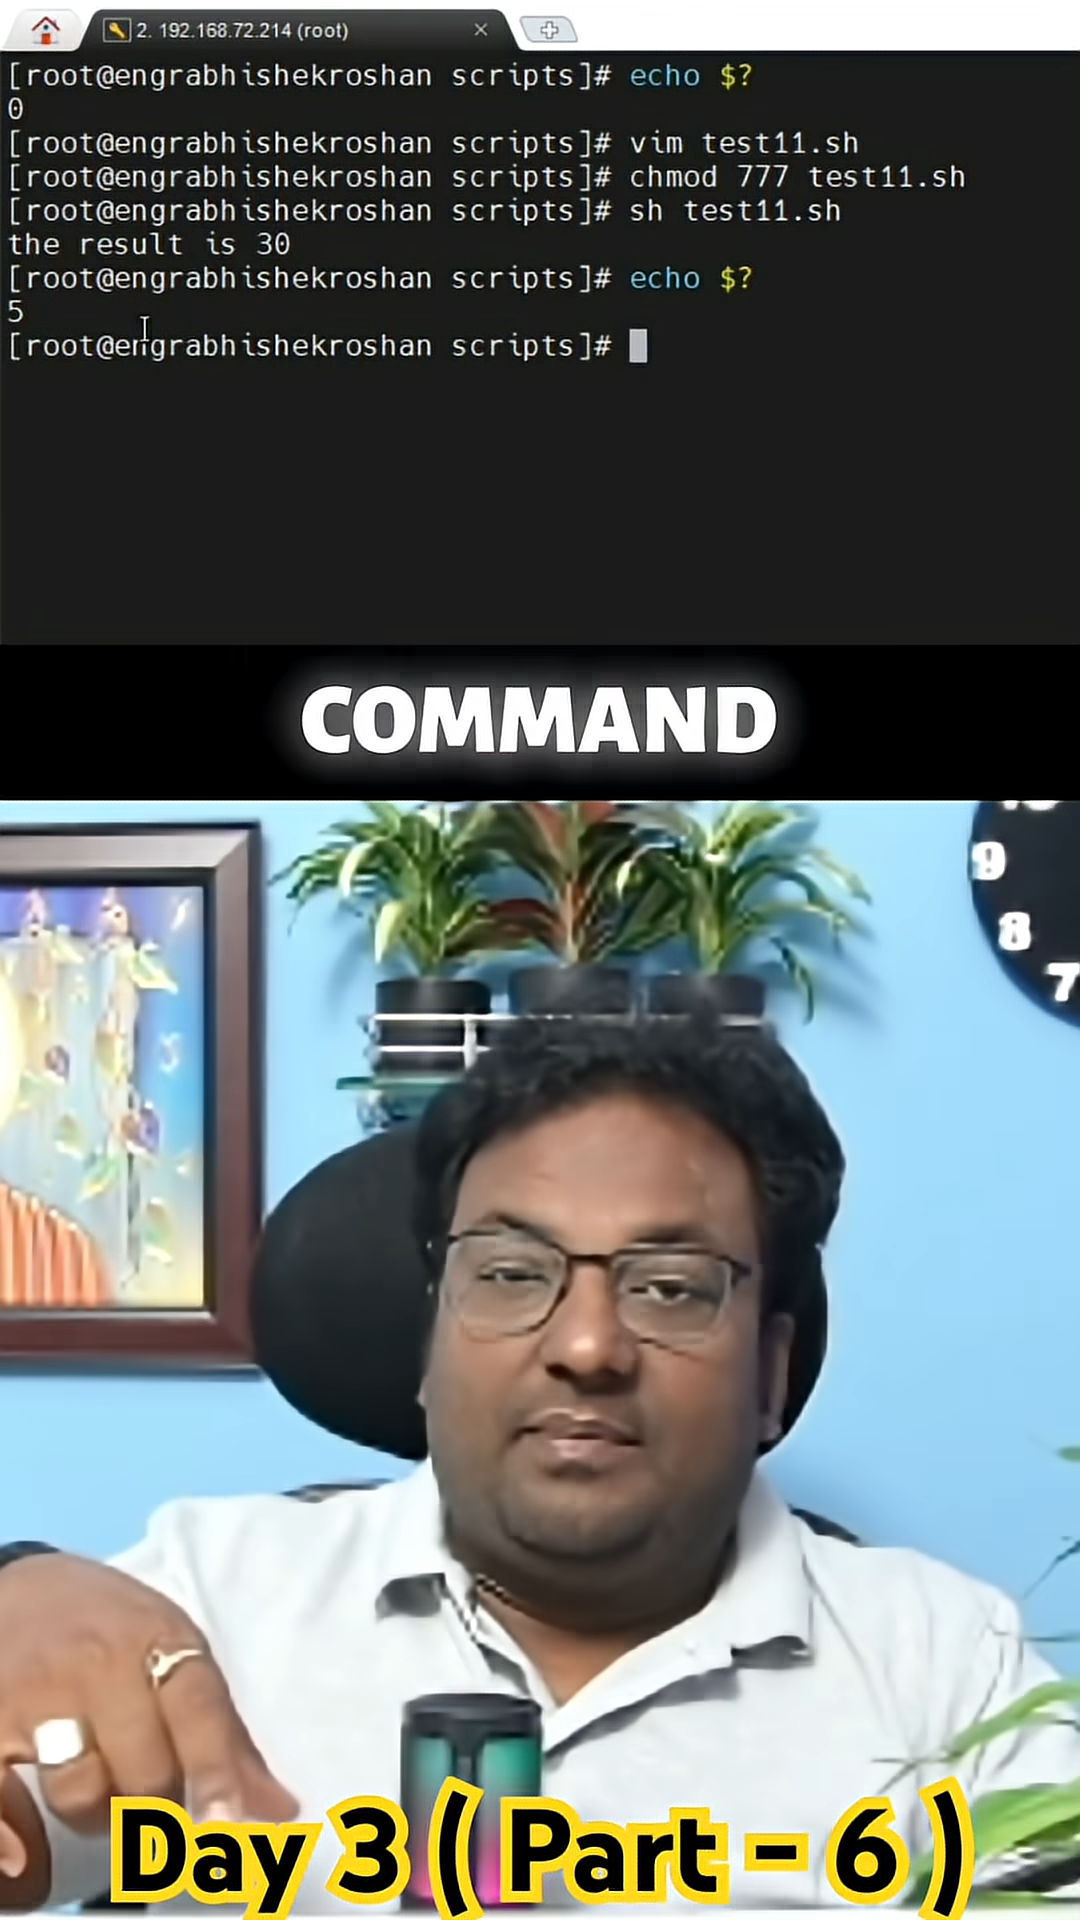 2. 192.168.72.214 (root)
[root@engrabhishekroshan scripts]# echo $?
0
[root@engrabhishekroshan scripts]# vim test11.sh
[root@engrabhishekroshan scripts]# chmod 777 test11.sh
[root@engrabhishekroshan scripts]# sh test11.sh
the result is 30
[root@engrabhishekroshan scripts]# echo $?
5
[root@engrabhishekroshan scripts]#
COMMAND
9
8
7
Day 3 ( Part - 6 )